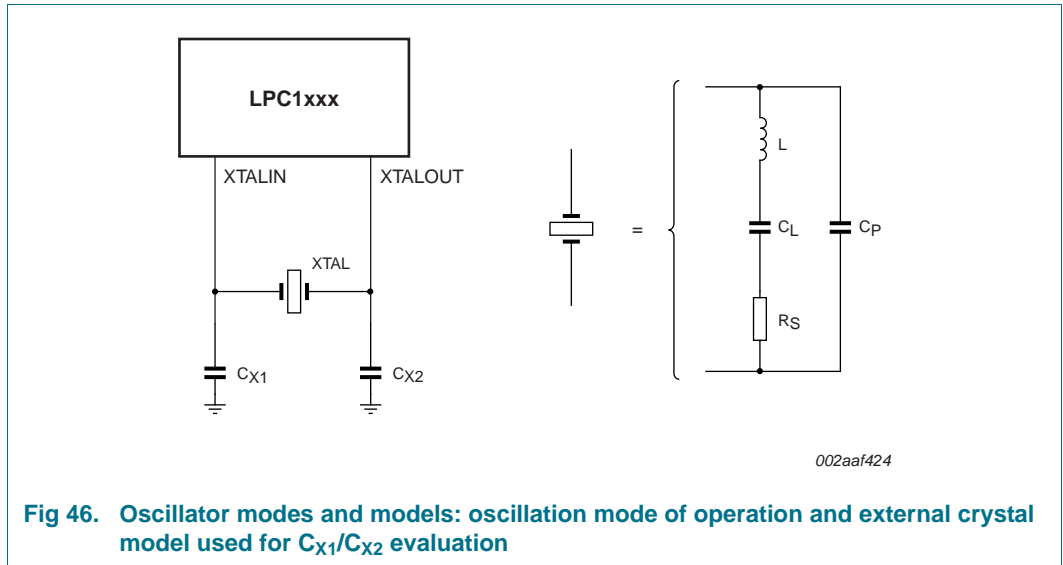 LPC1xxx
XTALIN
XTALOUT
XTAL
CX1
CX2
=
L
CL
CP
RS
002aaf424
Fig 46. Oscillator modes and models: oscillation mode of operation and external crystal
model used for CX1/CX2 evaluation